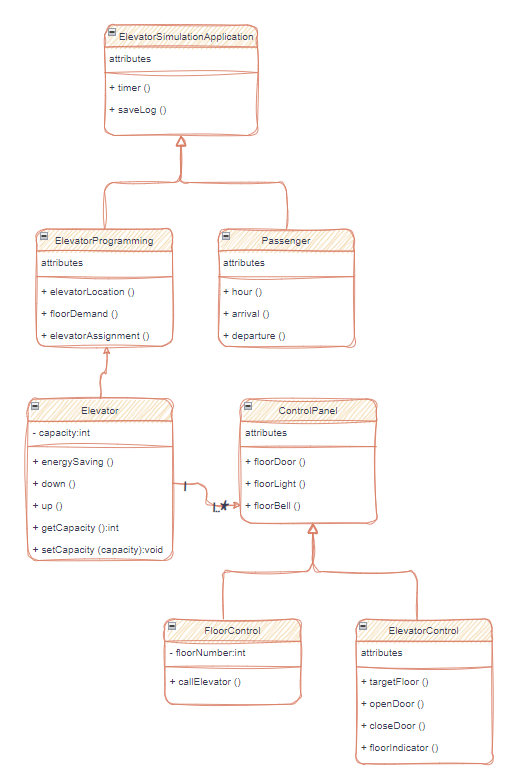 ElevatorSimulationApplication
attributes
+ timer ()
+ saveLog ()
ElevatorProgramming
attributes
+ elevatorLocation ()
+ floorDemand ()
+ elevatorAssignment ()
Passenger
attributes
+ hour ()
+ arrival ()
+ departure ()
Elevator
- capacity:int
+ energySaving ()
+ down ()
+ up ()
+ getCapacity ():int
+ setCapacity (capacity):void
1
1..*
ControlPanel
attributes
+ floorDoor ()
+ floorLight ()
+ floorBell ()
FloorControl
- floorNumber:int
+ callElevator ()
ElevatorControl
attributes
+ targetFloor ()
+ openDoor ()
+ closeDoor ()
+ floorIndicator ()